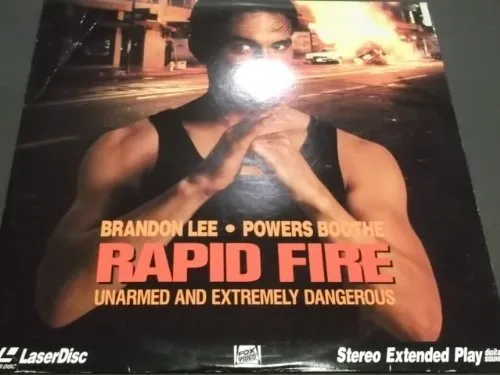 BRANDON LEE • POWERS BOOTHE
RAPID FIRE
UNARMED AND EXTREMELY DANGEROUS
LaserDisc
FOX VIDEO
Stereo Extended Play